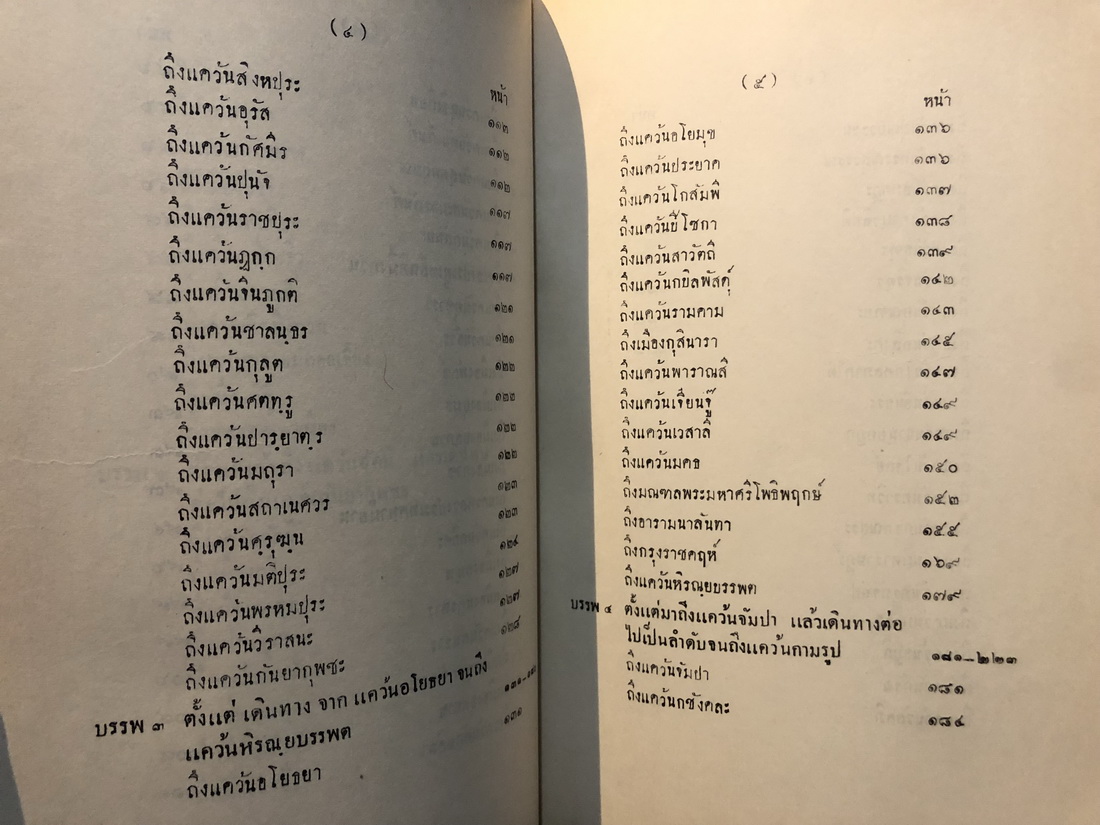 (๔)
หน้า
ถึงแคว้นสิงหปุระ ๑๑๒
ถึงแคว้นอุรัส ๑๑๒
ถึงแคว้นกัศมีร ๑๑๒
ถึงแคว้นปุนัจ ๑๑๗
ถึงแคว้นราชปุระ ๑๑๗
ถึงแคว้นฏกฺก ๑๑๗
ถึงแคว้นจีนภูกติ ๑๒๑
ถึงแคว้นชาลนฺธร ๑๒๑
ถึงแคว้นกุลูต ๑๒๒
ถึงแคว้นศตทฺรู ๑๒๒
ถึงแคว้นปารฺยาตฺร ๑๒๒
ถึงแคว้นมถุรา ๑๒๒
ถึงแคว้นสถาเนศวร ๑๒๓
ถึงแคว้นศฺรุฆฺน ๑๒๓
ถึงแคว้นมติปุระ ๑๒๔
ถึงแคว้นพรหมปุระ ๑๒๗
ถึงแคว้นวีราสนะ ๑๒๗
ถึงแคว้นกันยากุพชะ ๑๒๘
บรรพ ๓ ตั้งแต่ เดินทาง จาก แคว้นอโยธยา จนถึง
แคว้นหิรณฺยบรรพต
ถึงแคว้นอโยธยา ๑๓๑
(๕)
หน้า
ถึงแคว้นอโยมุข ๑๓๖
ถึงแคว้นประยาค ๑๓๖
ถึงแคว้นโกสัมพี ๑๓๗
ถึงแคว้นยี่โซกา ๑๓๘
ถึงแคว้นสาวัตถี ๑๓๙
ถึงแคว้นกบิลพัสดุ์ ๑๔๒
ถึงแคว้นรามคาม ๑๔๓
ถึงเมืองกุสินารา ๑๔๕
ถึงแคว้นพาราณสี ๑๔๗
ถึงแคว้นเจียนจู๊ ๑๔๙
ถึงแคว้นเวสาลี ๑๔๙
ถึงแคว้นมคธ ๑๕๐
ถึงมณฑลพระมหาศรีโพธิพฤกษ์ ๑๕๓
ถึงอารามนาลันทา ๑๕๕
ถึงกรุงราชคฤห์ ๑๖๙
ถึงแคว้นหิรณฺยบรรพต ๑๗๙
บรรพ ๔ ตั้งแต่มาถึงแคว้นจัมปา แล้วเดินทางต่อ
ไปเป็นลำดับจนถึงแคว้นกามรูป ๑๘๑–๒๒๓
ถึงแคว้นจัมปา ๑๘๑
ถึงแคว้นกชังคละ ๑๘๔